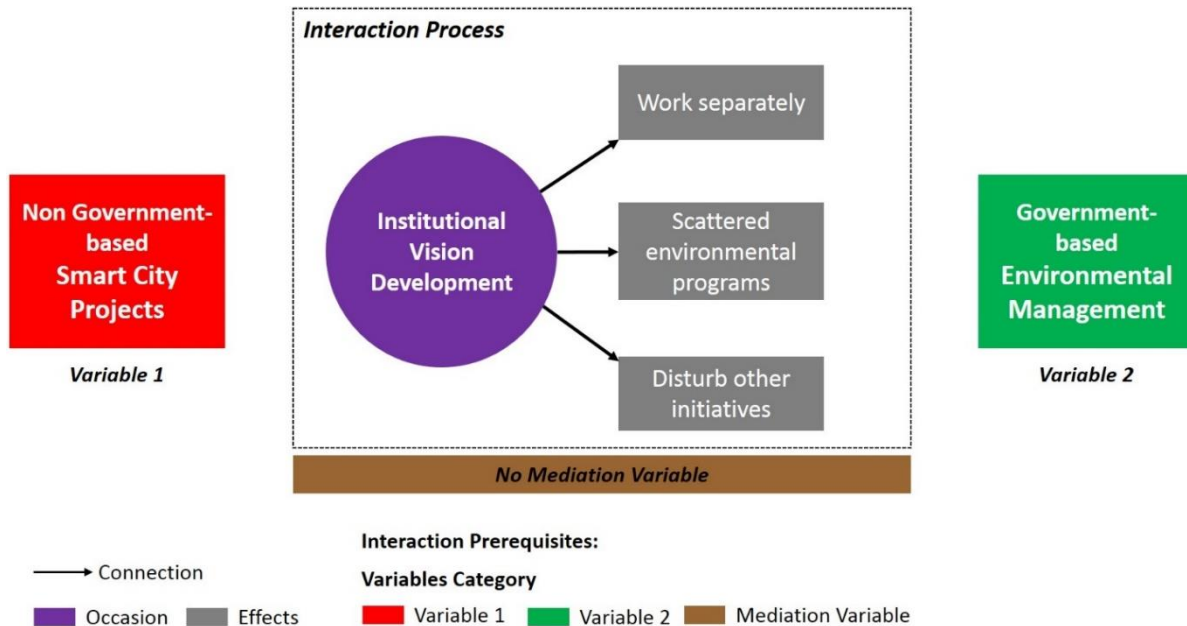 Interaction Process
Work separately
Non Government-
based
Smart City
Projects
Variable 1
Institutional
Vision
Development
Scattered
environmental
programs
Disturb other
initiatives
Government-
based
Environmental
Management
Variable 2
No Mediation Variable
Interaction Prerequisites:
Connection
Variables Category
Occasion
Effects
Variable 1
Variable 2
Mediation Variable